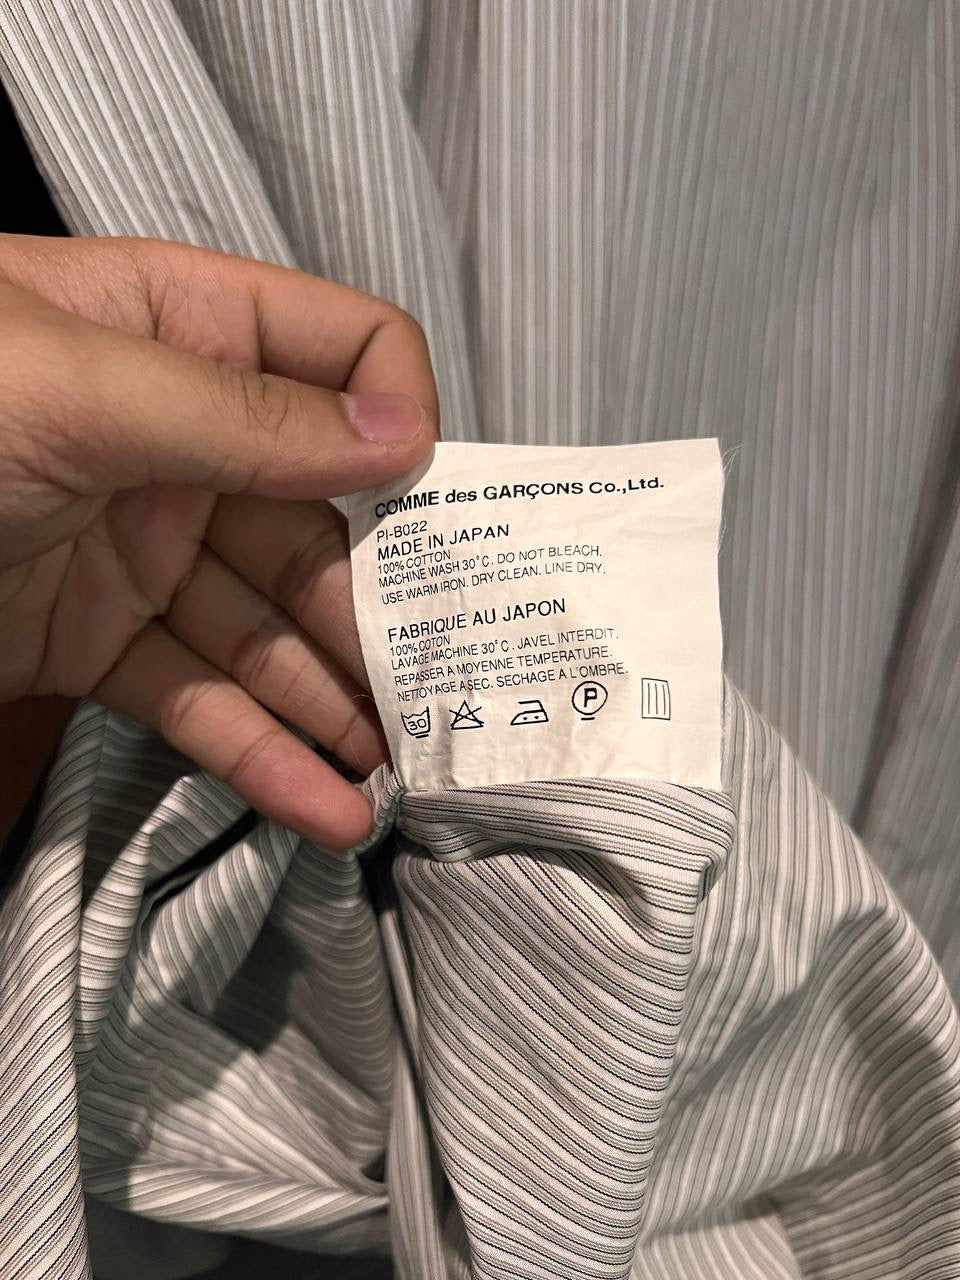 COMME des GARÇONS Co.,Ltd.
PI-B022
MADE IN JAPAN
100% COTTON
MACHINE WASH 30°C. DO NOT BLEACH.
USE WARM IRON. DRY CLEAN. LINE DRY.
FABRIQUE AU JAPON
100% COTON
LAVAGE MACHINE 30°C. JAVEL INTERDIT.
REPASSER A MOYENNE TEMPERATURE.
NETTOYAGE A SEC. SECHAGE A L'OMBRE.
30 P